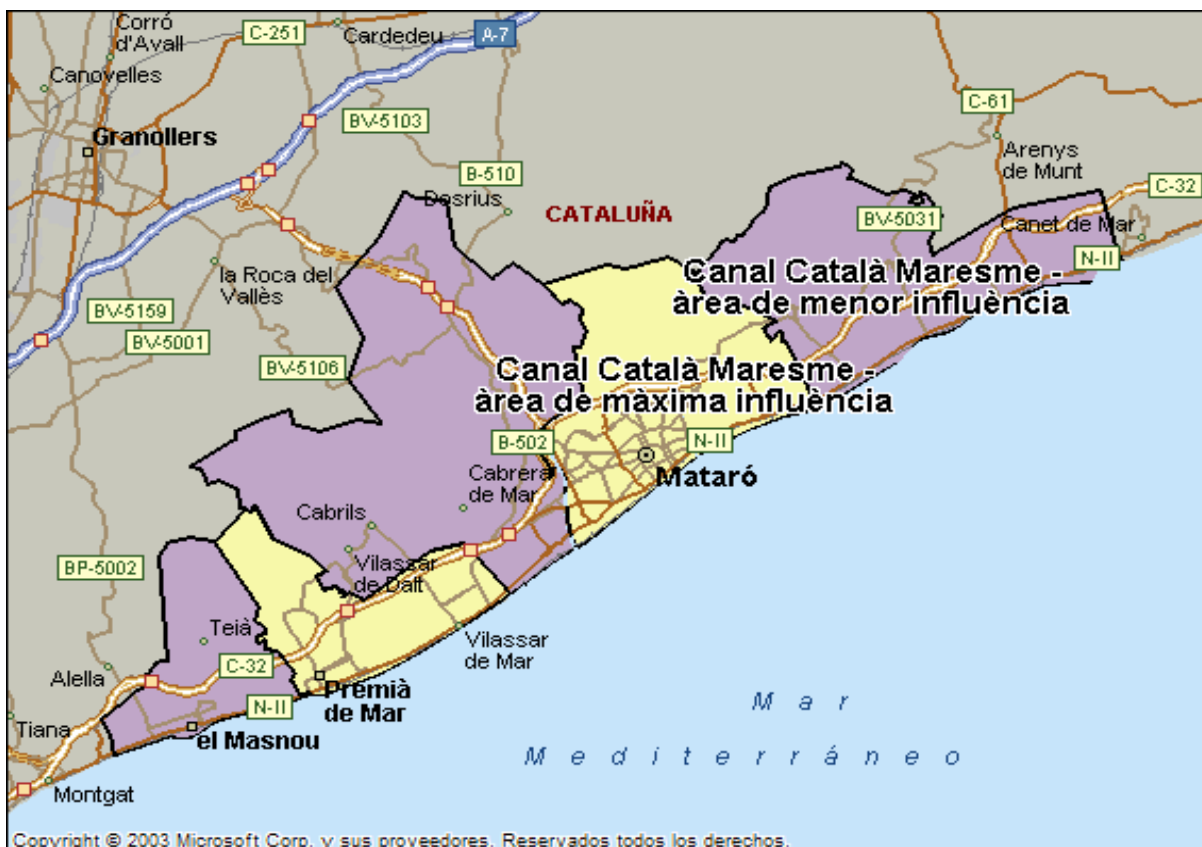 Corró
d'Avall
C-251
Cardedeu
A-7
Canovelles
BV-5103
C-61
Granollers
Arenys
de Munt
B-510
C-32
Dosrius
CATALUÑA
BV-5031
Canet de Mar
N-II
la Roca del
Vallès
Canal Català Maresme -
àrea de menor influència
BV-5159
BV-5001
BV-5106
Canal Català Maresme -
àrea de màxima influència
B-502
N-II
Mataró
Cabrera
de Mar
Cabrils
Vilassar
de Dalt
BP-5002
Teià
Vilassar
de Mar
Alella
C-32
Premià
de Mar
N-II
Mar
Mediterráneo
Tiana
el Masnou
Montgat
Copyright © 2003 Microsoft Corp. y sus proveedores. Reservados todos los derechos.